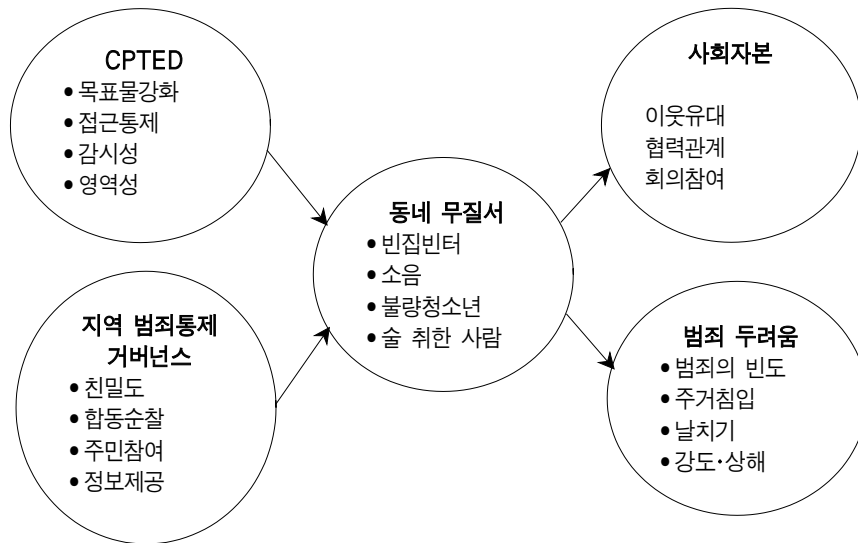 CPTED
• 목표물강화
• 접근통제
• 감시성
• 영역성
지역 범죄통제
거버넌스
• 친밀도
• 합동순찰
• 주민참여
• 정보제공
동네 무질서
• 빈집빈터
• 소음
• 불량청소년
• 술 취한 사람
사회자본
이웃유대
협력관계
회의참여
범죄 두려움
• 범죄의 빈도
• 주거침입
• 날치기
• 강도·상해